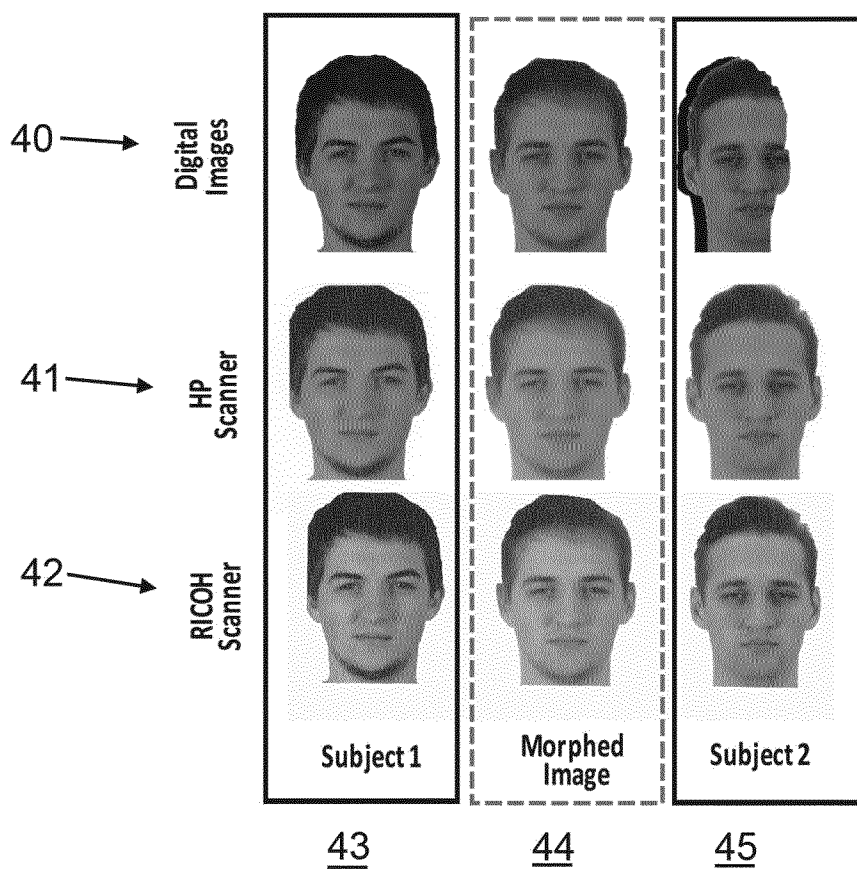 40
Digital
Images
41
HP
Scanner
42
RICOH
Scanner
Subject 1
Morphed
Image
Subject 2
43
44
45